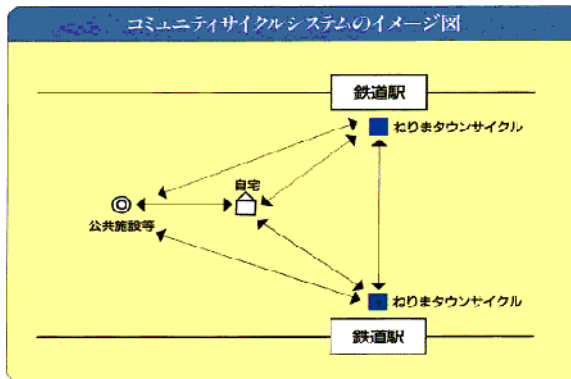 コミュニティサイクルシステムのイメージ図
鉄道駅
ねりまタウンサイクル
自宅
公共施設等
ねりまタウンサイクル
鉄道駅